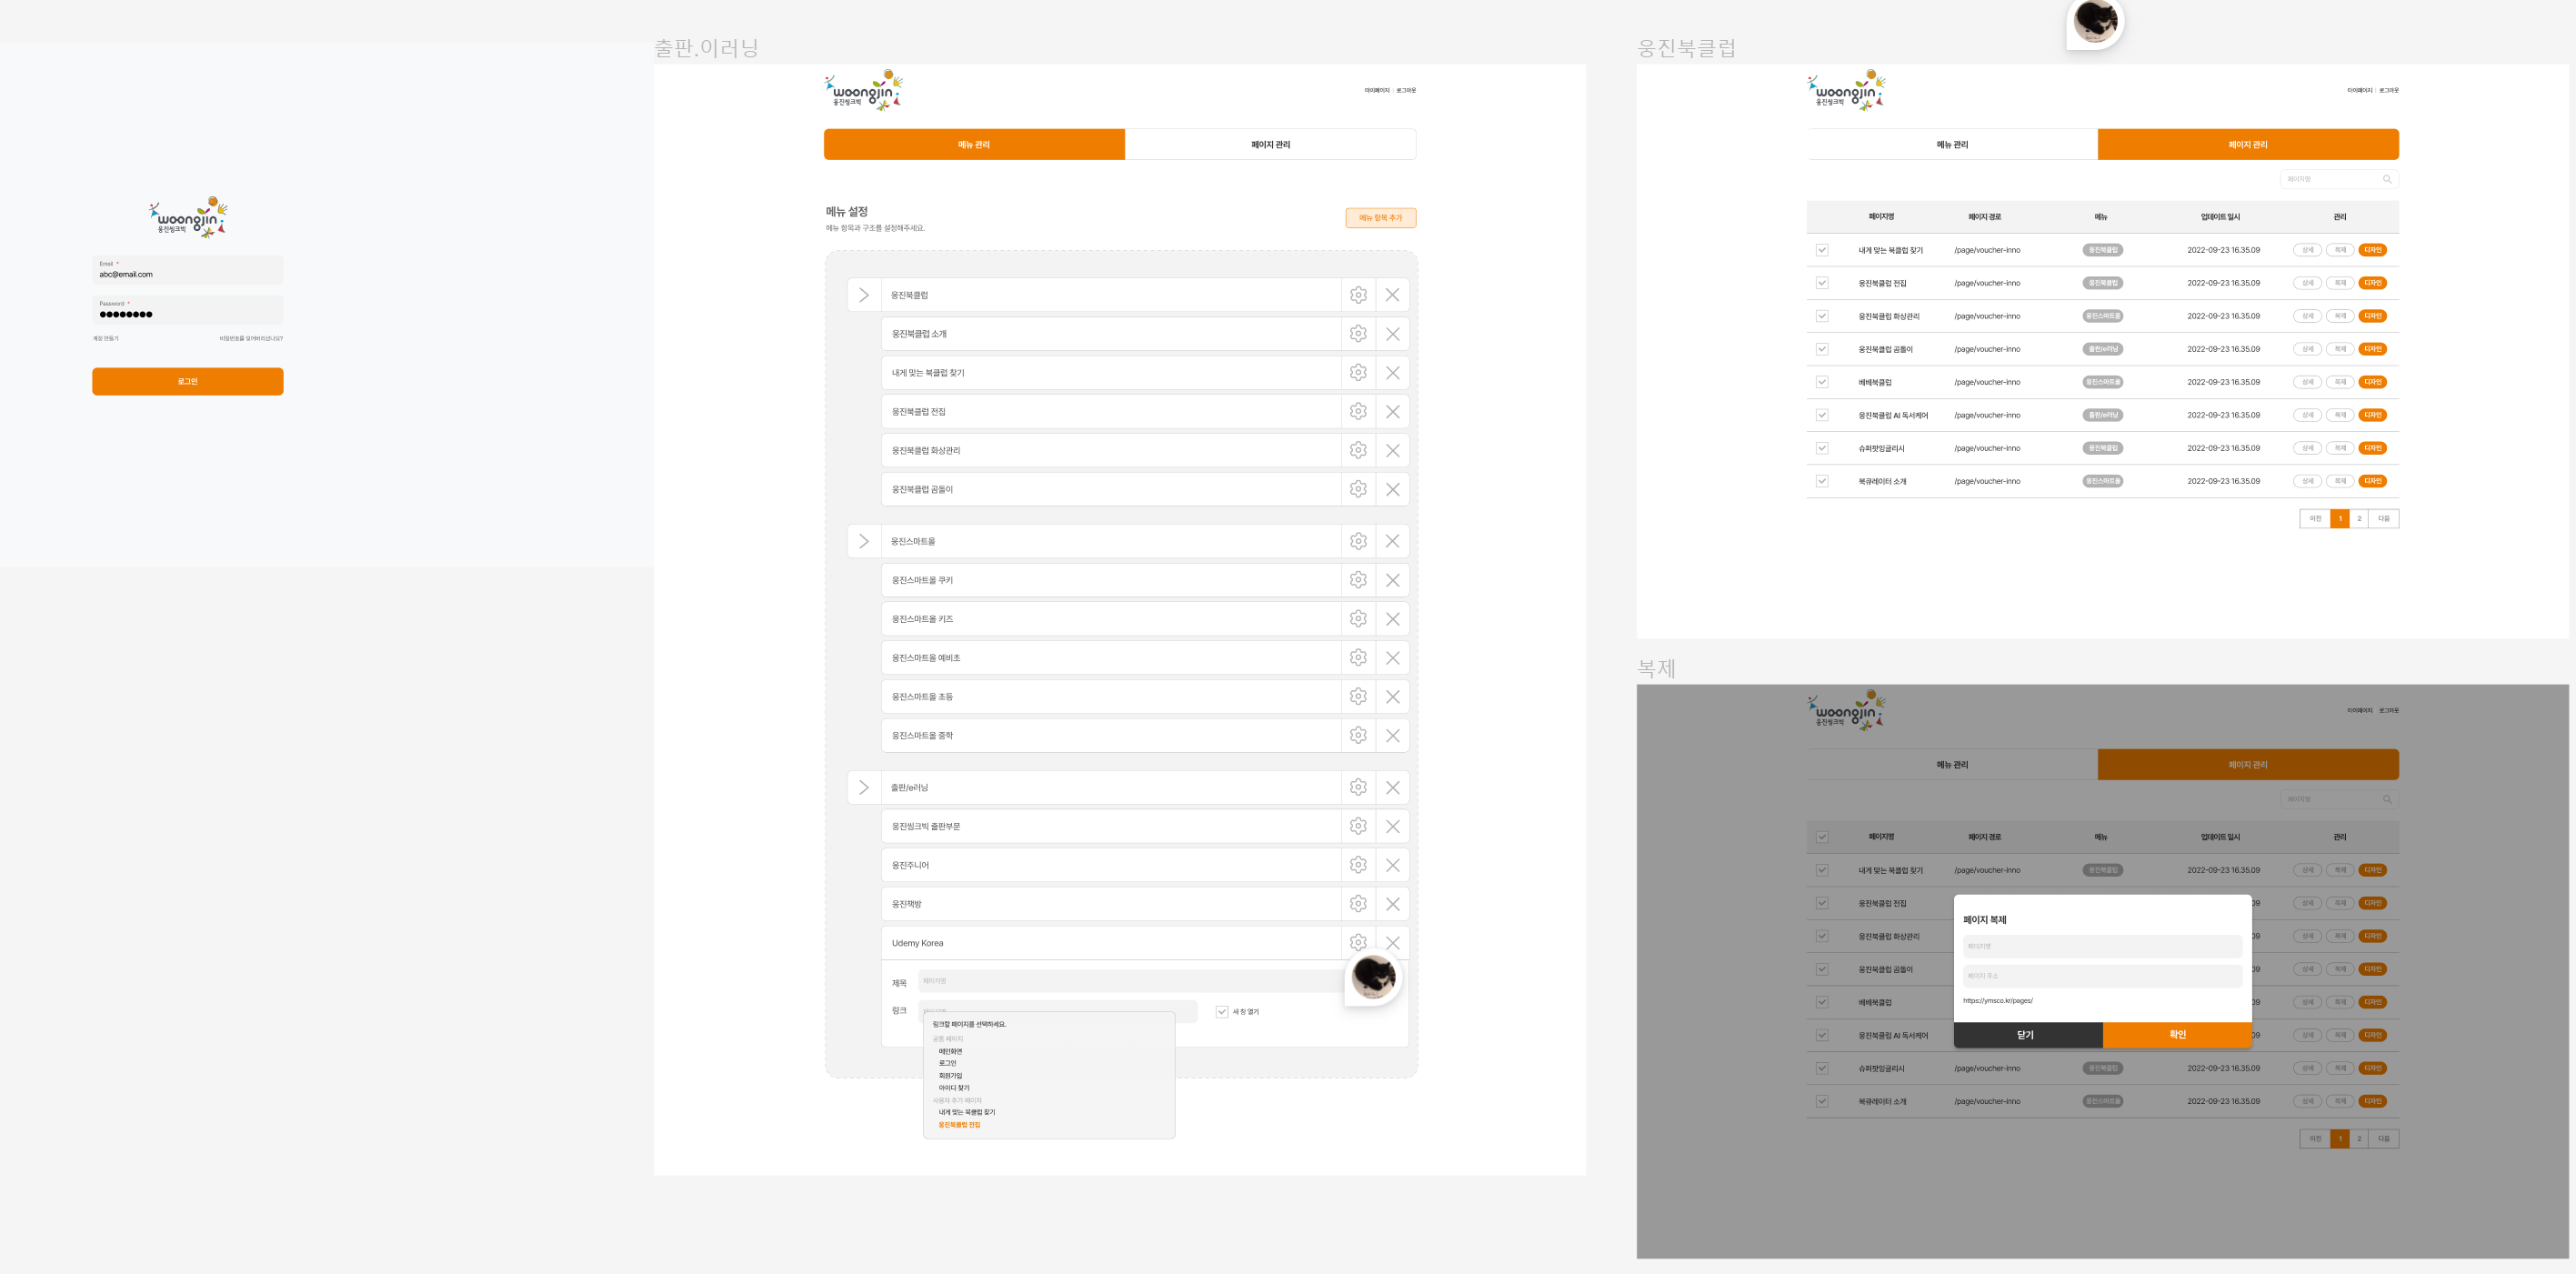 woongjin
웅진씽크빅
Email *
abc@email.com
Password *
계정 만들기
비밀번호를 잊어버리셨나요?
로그인
출판.이러닝
woongjin
웅진씽크빅
마이페이지 | 로그아웃
메뉴 관리
페이지 관리
메뉴 설정
메뉴 항목과 구조를 설정해주세요.
메뉴 항목 추가
웅진북클럽
웅진북클럽 소개
내게 맞는 북클럽 찾기
웅진북클럽 전집
웅진북클럽 화상관리
웅진북클럽 곰돌이
웅진스마트올
웅진스마트올 쿠키
웅진스마트올 키즈
웅진스마트올 예비초
웅진스마트올 초등
웅진스마트올 중학
출판/e러닝
웅진씽크빅 출판부문
웅진주니어
웅진책방
Udemy Korea
제목 페이지명
링크
새 창 열기
링크할 페이지를 선택하세요.
공통 페이지
메인화면
로그인
회원가입
아이디 찾기
사용자 추가 페이지
내게 맞는 북클럽 찾기
웅진북클럽 전집
웅진북클럽
woongjin
웅진씽크빅
마이페이지 | 로그아웃
메뉴 관리
페이지 관리
페이지명
페이지명 페이지 경로 메뉴 업데이트 일시 관리
내게 맞는 북클럽 찾기 /page/voucher-inno 웅진북클럽 2022-09-23 16.35.09 상세 복제 디자인
웅진북클럽 전집 /page/voucher-inno 웅진북클럽 2022-09-23 16.35.09 상세 복제 디자인
웅진북클럽 화상관리 /page/voucher-inno 웅진스마트올 2022-09-23 16.35.09 상세 복제 디자인
웅진북클럽 곰돌이 /page/voucher-inno 출판/e러닝 2022-09-23 16.35.09 상세 복제 디자인
베베북클럽 /page/voucher-inno 웅진스마트올 2022-09-23 16.35.09 상세 복제 디자인
웅진북클럽 AI 독서케어 /page/voucher-inno 출판/e러닝 2022-09-23 16.35.09 상세 복제 디자인
슈퍼팟잉글리시 /page/voucher-inno 웅진북클럽 2022-09-23 16.35.09 상세 복제 디자인
북큐레이터 소개 /page/voucher-inno 웅진스마트올 2022-09-23 16.35.09 상세 복제 디자인
이전 1 2 다음
복제
woongjin
웅진씽크빅
마이페이지 로그아웃
메뉴 관리
페이지 관리
페이지명
페이지명 페이지 경로 메뉴 업데이트 일시 관리
내게 맞는 북클럽 찾기 /page/voucher-inno 웅진북클럽 2022-09-23 16.35.09 상세 복제 디자인
웅진북클럽 전집 09 상세 복제 디자인
웅진북클럽 화상관리 09 상세 복제 디자인
웅진북클럽 곰돌이 09 상세 복제 디자인
베베북클럽 09 상세 복제 디자인
웅진북클럽 AI 독서케어 09 상세 복제 디자인
슈퍼팟잉글리시 /page/voucher-inno 웅진북클럽 2022-09-23 16.35.09 상세 복제 디자인
북큐레이터 소개 /page/voucher-inno 웅진스마트올 2022-09-23 16.35.09 상세 복제 디자인
이전 1 2 다음
페이지 복제
페이지명
페이지 주소
https://ymsco.kr/pages/
닫기
확인